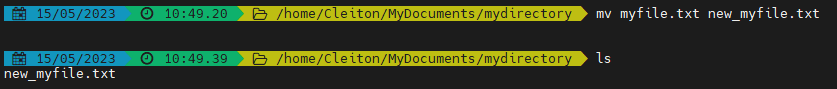 15/05/2023 10:49.20 /home/Cleiton/MyDocuments/mydirectory mv myfile.txt new_myfile.txt
15/05/2023 10:49.39 /home/Cleiton/MyDocuments/mydirectory ls
new_myfile.txt